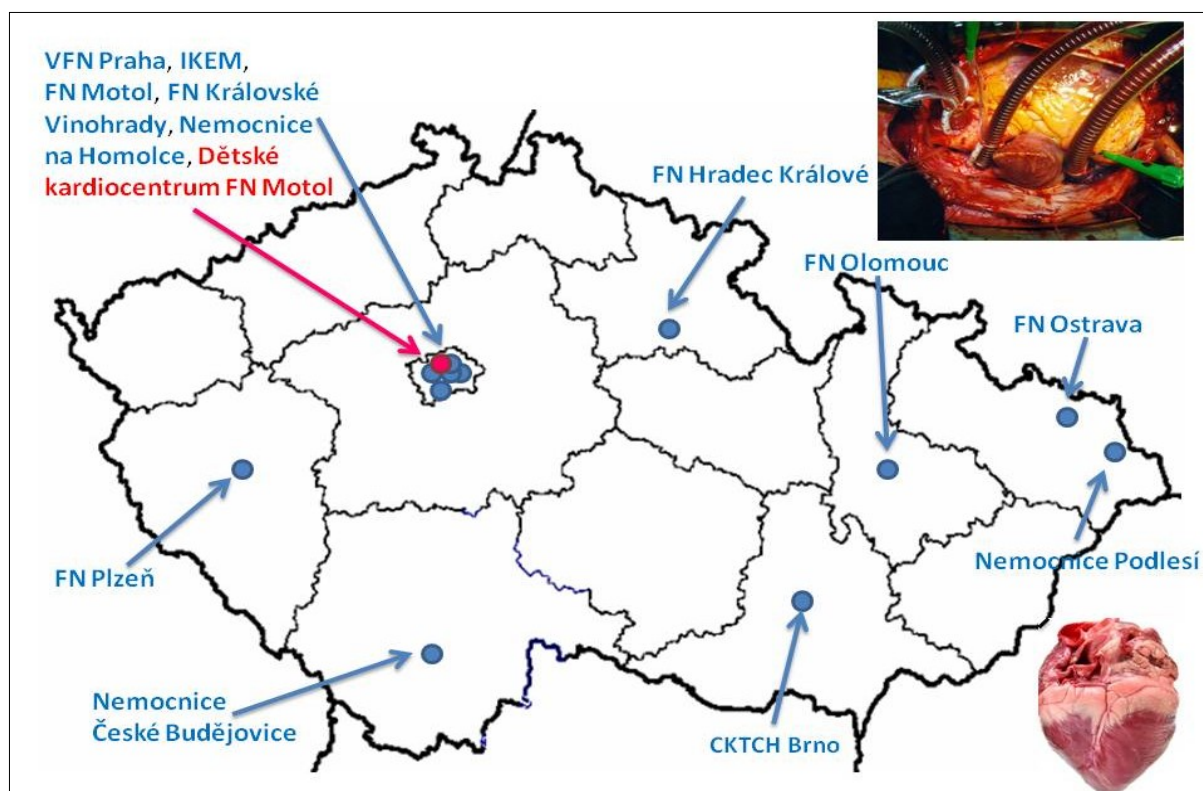 VFN Praha, IKEM,
FN Motol, FN Královské
Vinohrady, Nemocnice
na Homolce, Dětské
kardiocentrum FN Motol
FN Hradec Králové
FN Olomouc
FN Ostrava
Nemocnice Podlesí
FN Plzeň
Nemocnice
České Budějovice
CKTCH Brno